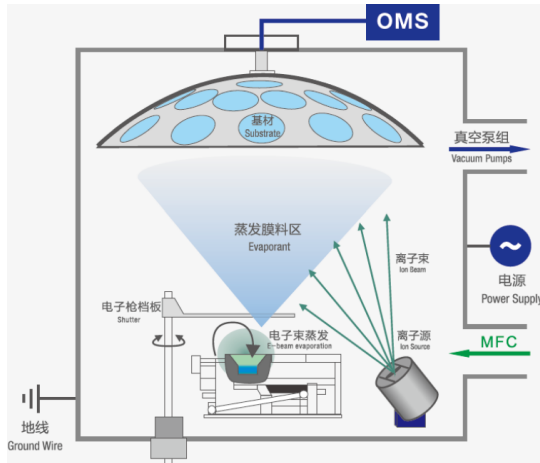 OMS
基材
Substrate
真空泵组
Vacuum Pumps
蒸发膜料区
Evaporant
离子束
Ion Beam
电源
Power Supply
电子枪档板
Shutter
电子束蒸发
E-beam evaporation
离子源
Ion Source
MFC
地线
Ground Wire